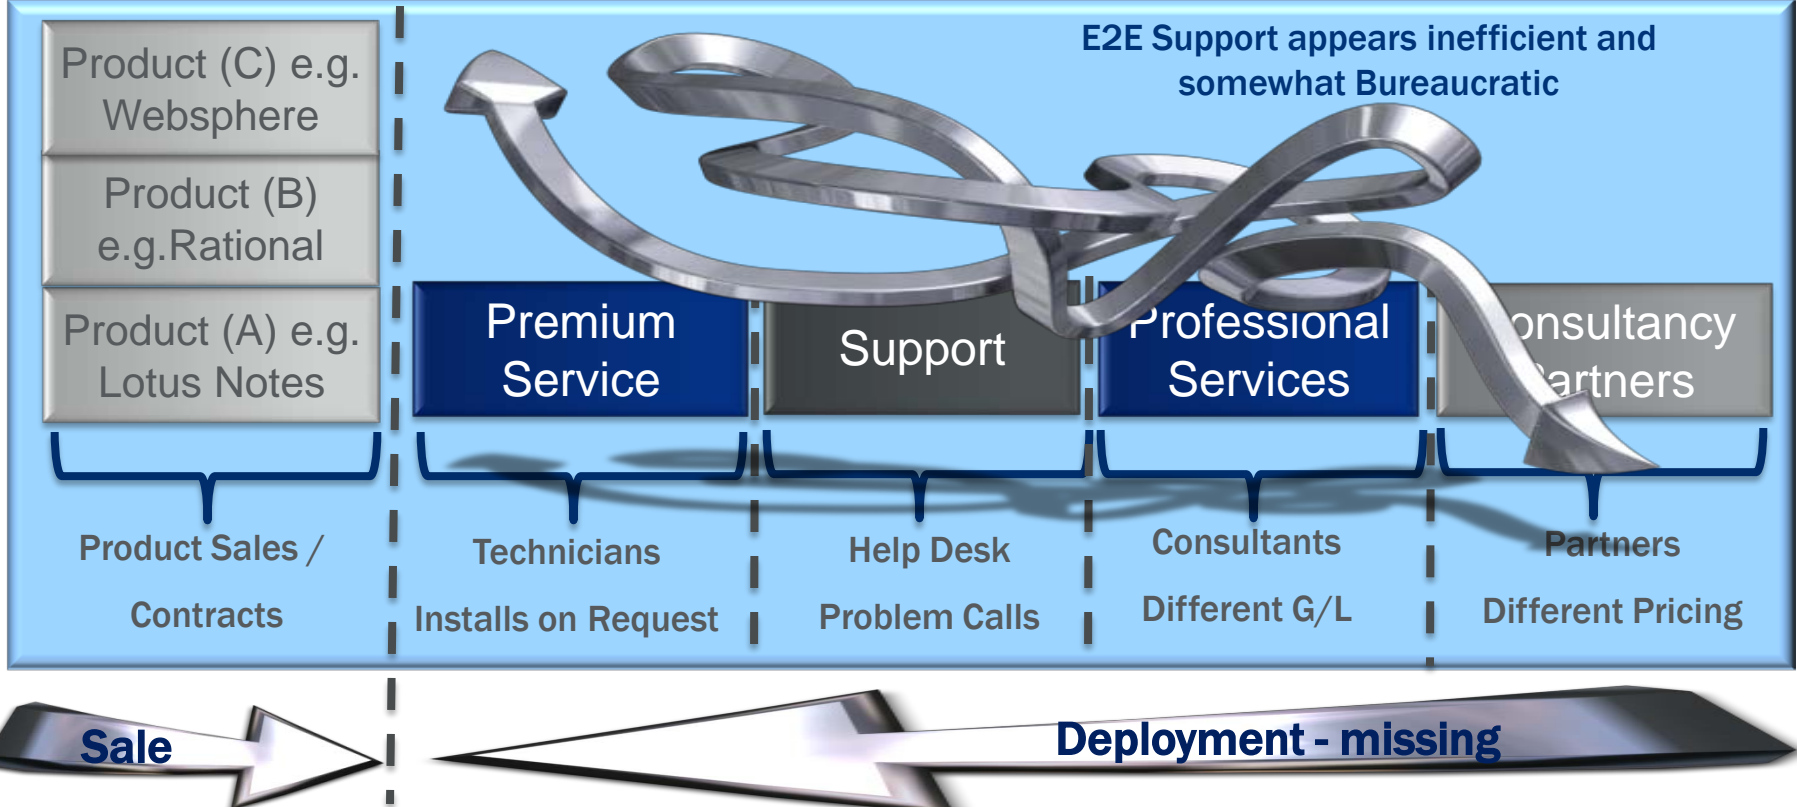 E2E Support appears inefficient and
somewhat Bureaucratic
Product (C) e.g.
Websphere
Product (B)
e.g.Rational
Product (A) e.g.
Lotus Notes
Premium
Service
Support
Professional
Services
onsultancy
artners
Product Sales /
Contracts
Technicians
Installs on Request
Help Desk
Problem Calls
Consultants
Different G/L
Partners
Different Pricing
Sale
Deployment - missing